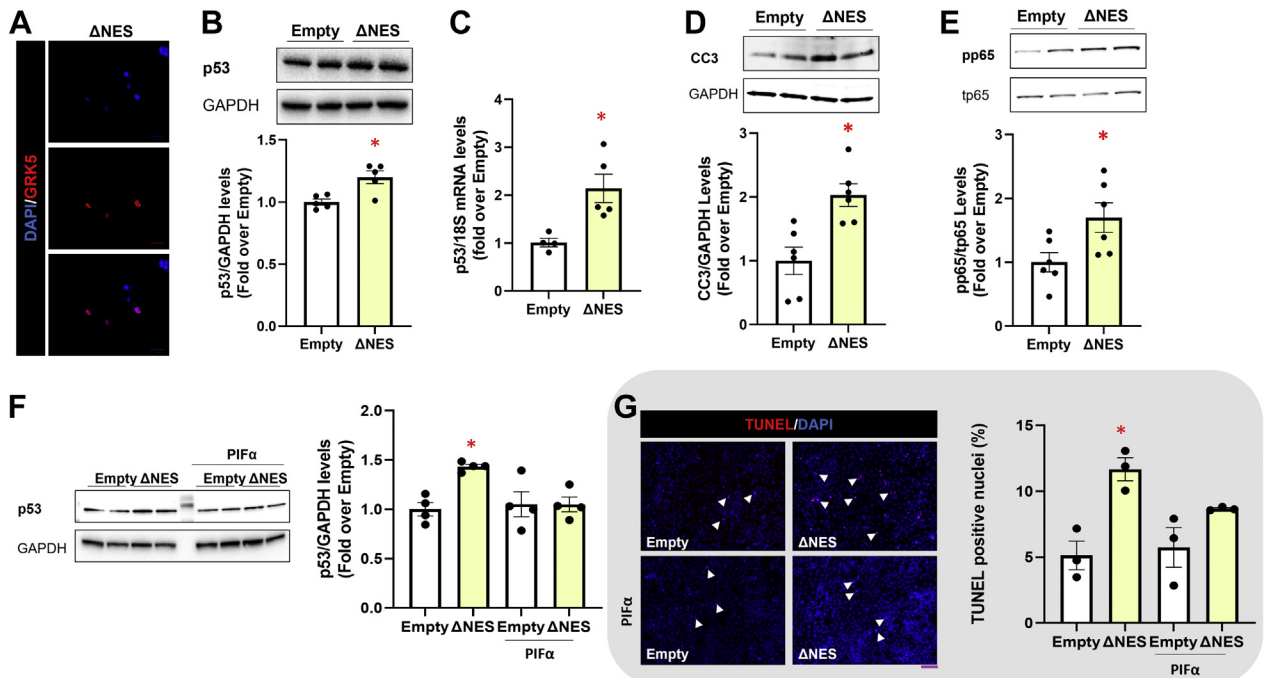 A
ΔNES
DAPI/GRK5
B
Empty ΔNES
p53
GAPDH
p53/GAPDH levels
(Fold over Empty)
1.5
1.0
0.5
0.0
*
Empty ΔNES
C
p53/18S mRNA levels
(fold over Empty)
4
3
2
1
0
*
Empty ΔNES
D
Empty ΔNES
CC3
GAPDH
CC3/GAPDH Levels
(Fold over Empty)
3
2
1
0
*
Empty ΔNES
E
Empty ΔNES
pp65
tp65
pp65/tp65 Levels
(Fold over Empty)
3
2
1
0
*
Empty ΔNES
F
PIFα
Empty ΔNES Empty ΔNES
p53
GAPDH
p53/GAPDH levels
(Fold over Empty)
2.0
1.5
1.0
0.5
0.0
*
Empty ΔNES Empty ΔNES
PIFα
G
TUNEL/DAPI
Empty
ΔNES
PIFα
Empty
ΔNES
TUNEL positive nuclei (%)
15
10
5
0
*
Empty ΔNES Empty ΔNES
PIFα